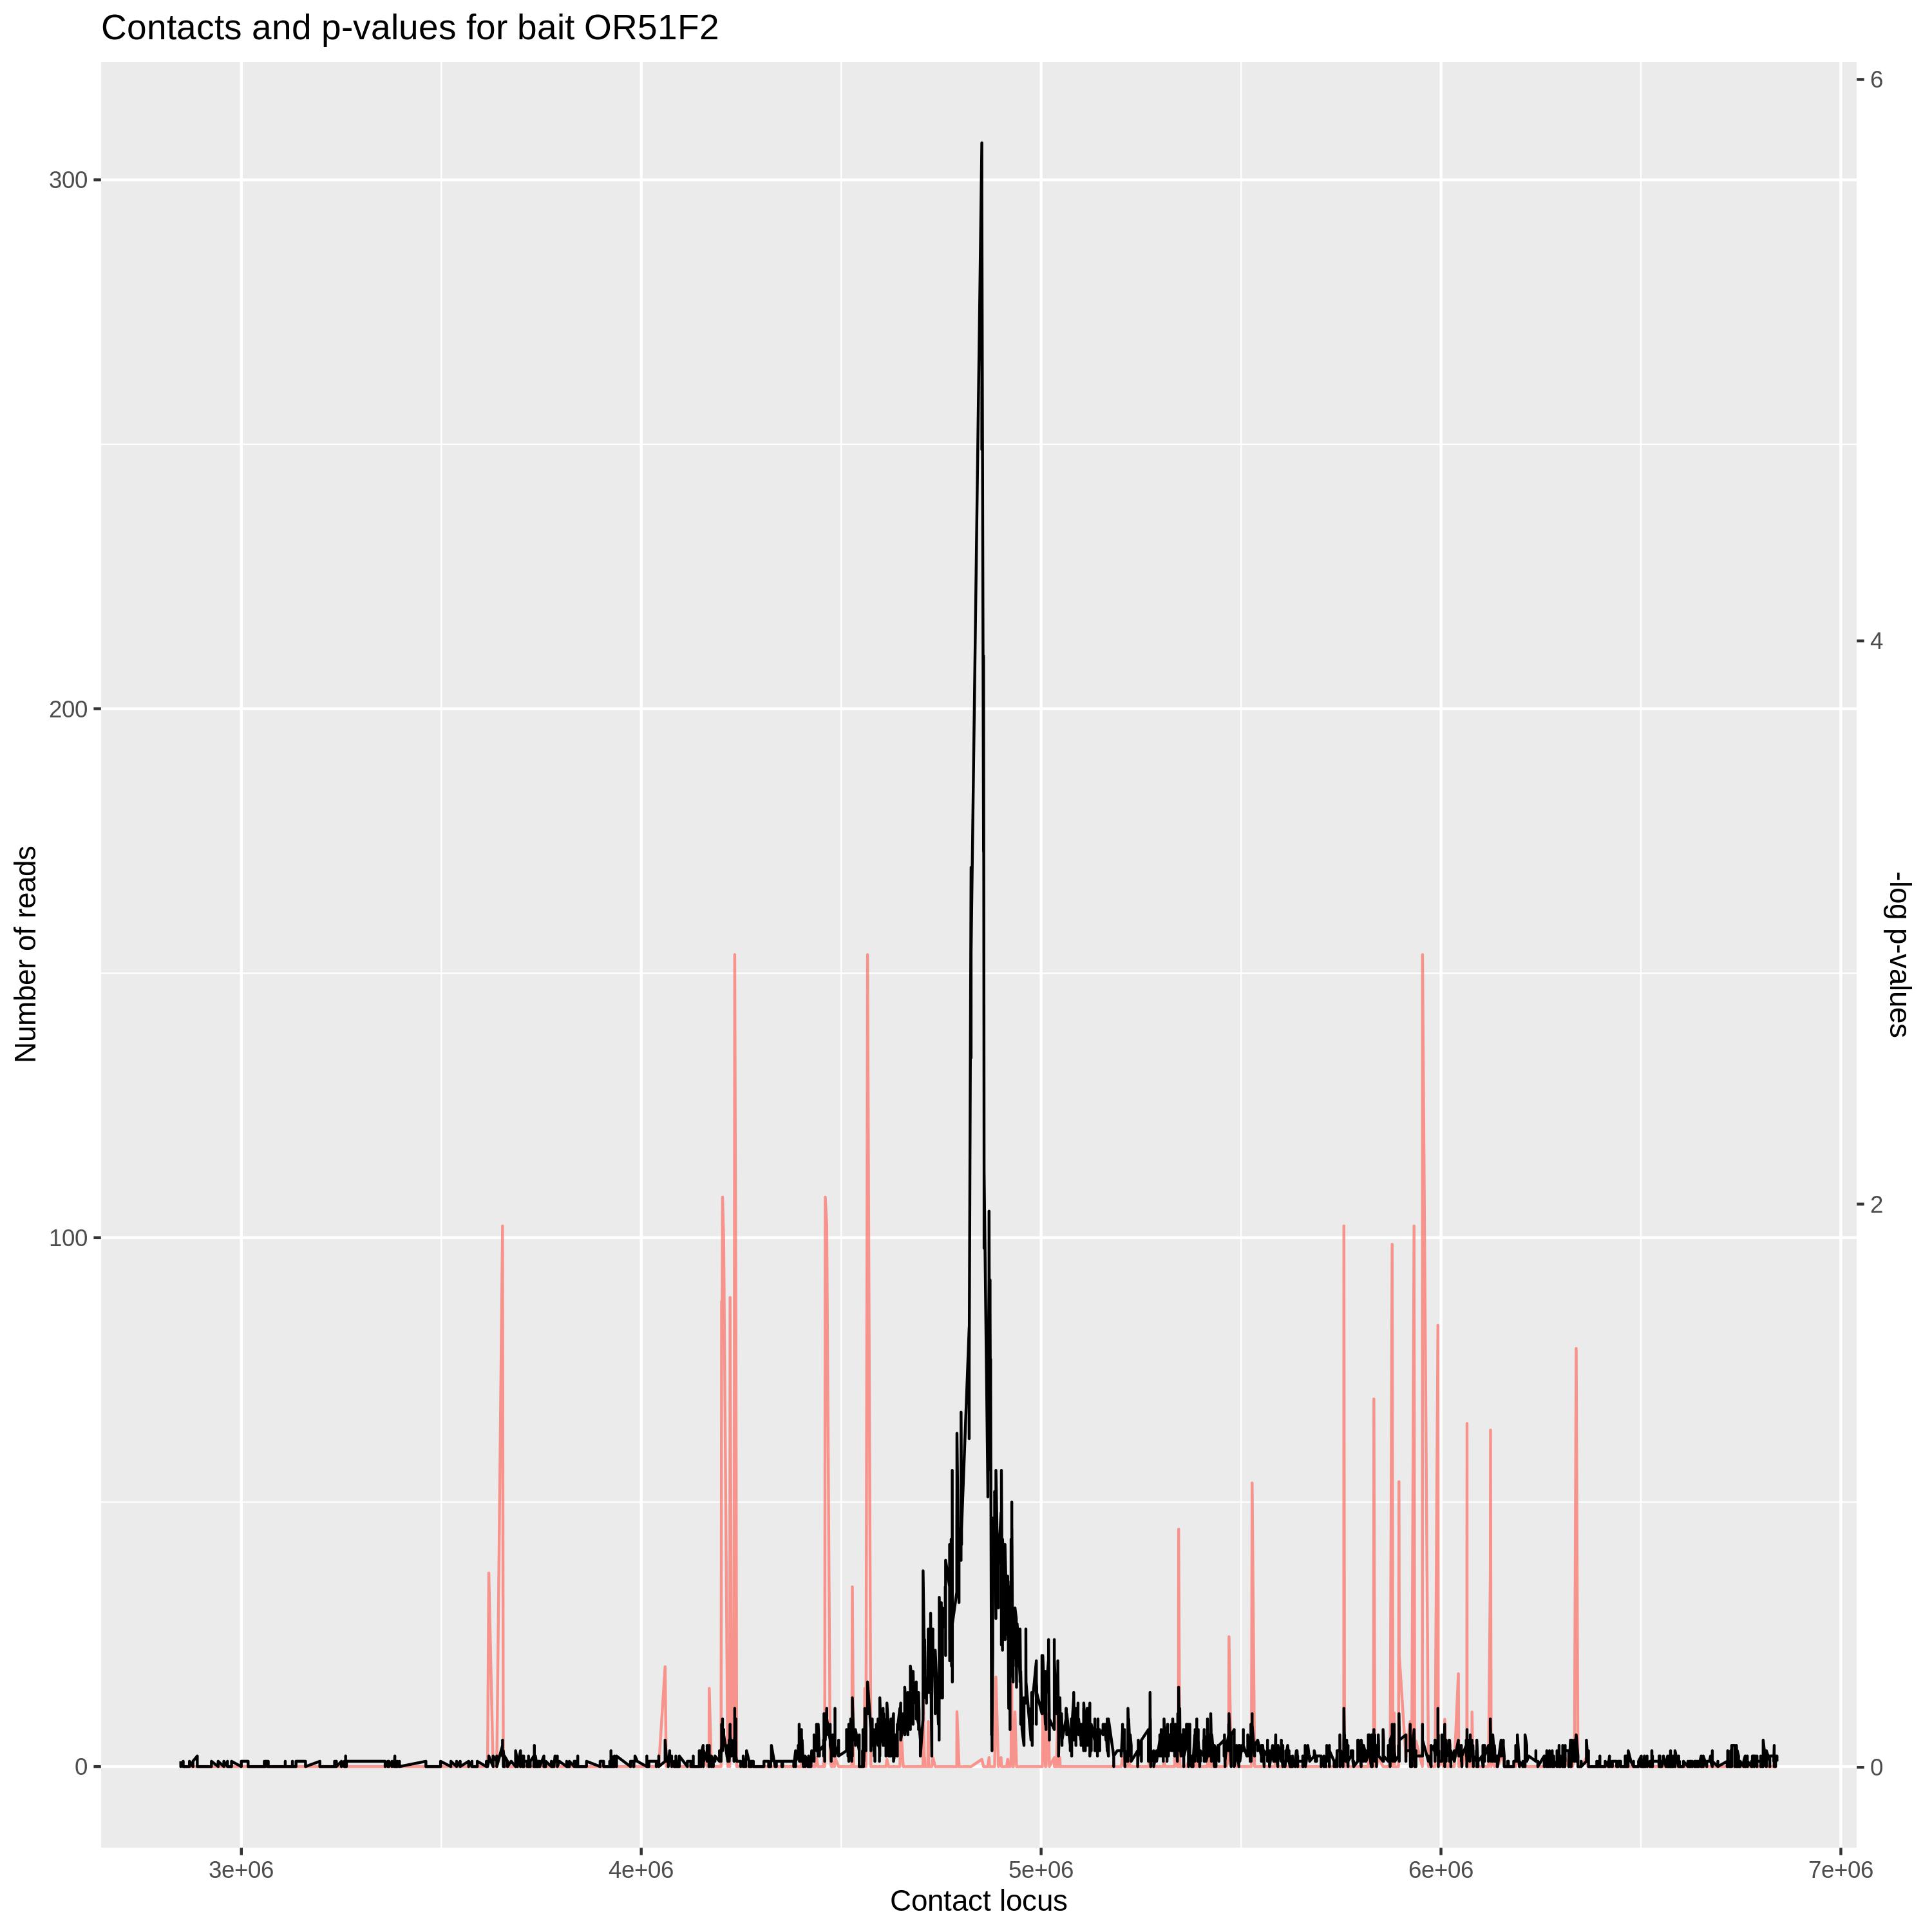 Contacts and p-values for bait OR51F2
6
300
4
200
Number of reads
-log p-values
2
100
0
0
3e+06
4e+06
5e+06
6e+06
7e+06
Contact locus